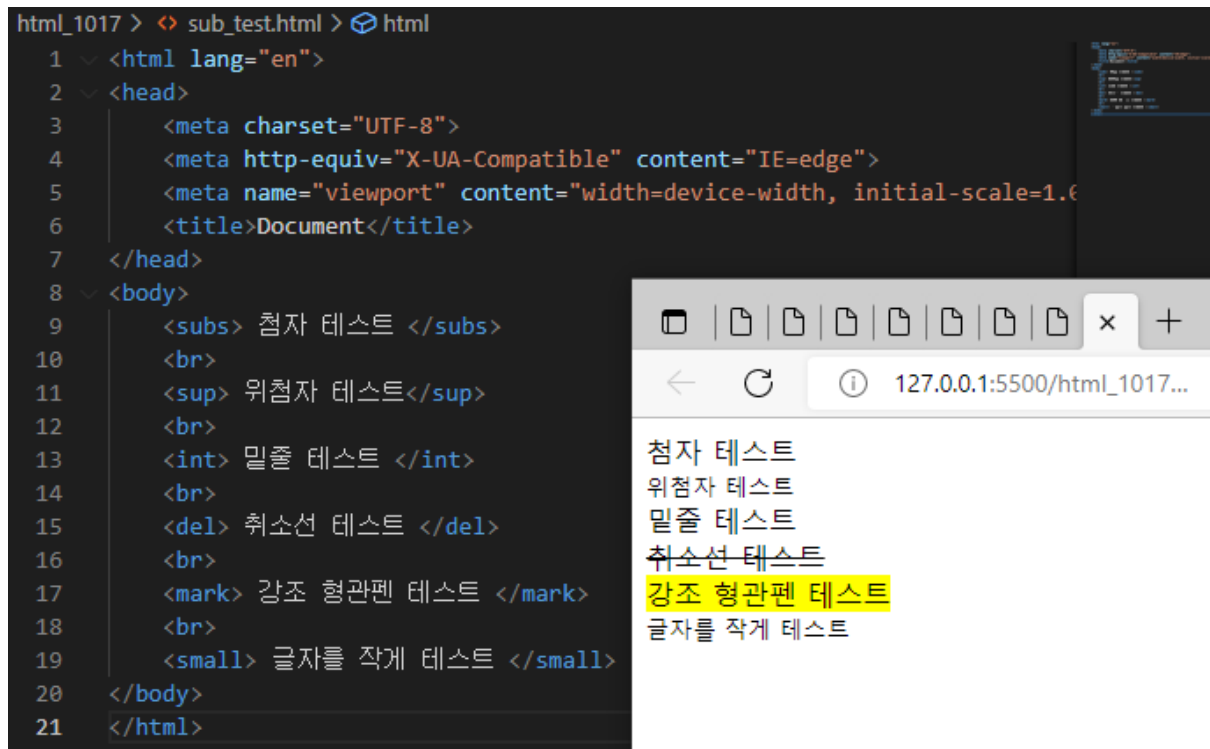 html_1017 > <> sub_test.html > html
1 <html lang="en">
2 <head>
3 <meta charset="UTF-8">
4 <meta http-equiv="X-UA-Compatible" content="IE=edge">
5 <meta name="viewport" content="width=device-width, initial-scale=1.
6 <title>Document</title>
7 </head>
8 <body>
9 <subs> 첨자 테스트 </subs>
10 <br>
11 <sup> 위첨자 테스트</sup>
12 <br>
13 <int> 밑줄 테스트 </int>
14 <br>
15 <del> 취소선 테스트 </del>
16 <br>
17 <mark> 강조 형관펜 테스트 </mark>
18 <br>
19 <small> 글자를 작게 테스트 </small>
20 </body>
21 </html>
127.0.0.1:5500/html_1017...
첨자 테스트
위첨자 테스트
밑줄 테스트
취소선 테스트
강조 형관펜 테스트
글자를 작게 테스트